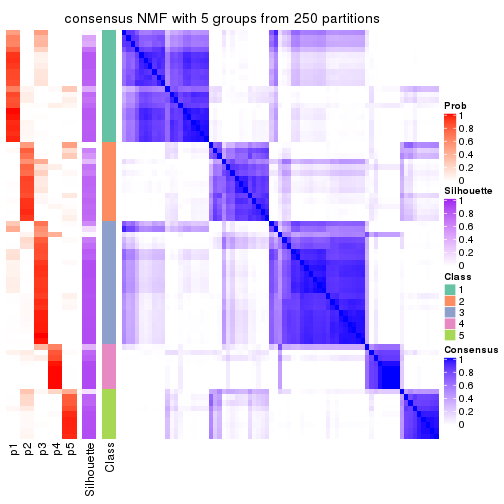 consensus NMF with 5 groups from 250 partitions
Prob
1
0.8
0.6
0.4
0.2
0
Silhouette
1
0.8
0.6
0.4
0.2
0
Class
1
2
3
4
5
Consensus
1
0.8
0.6
0.4
0.2
0
p1
p2
p3
p4
p5
Silhouette
Class